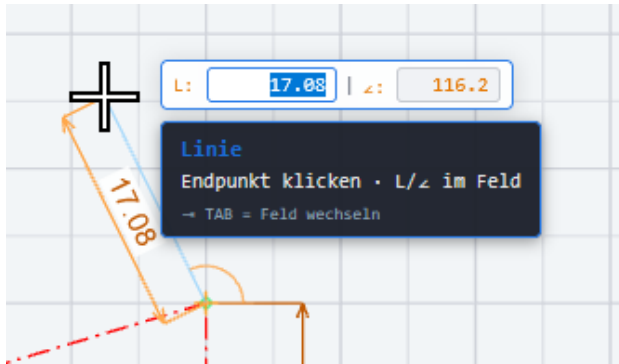 L: 17.08 | ∠: 116.2
Linie
Endpunkt klicken · L/∠ im Feld
⊸ TAB = Feld wechseln
17.08